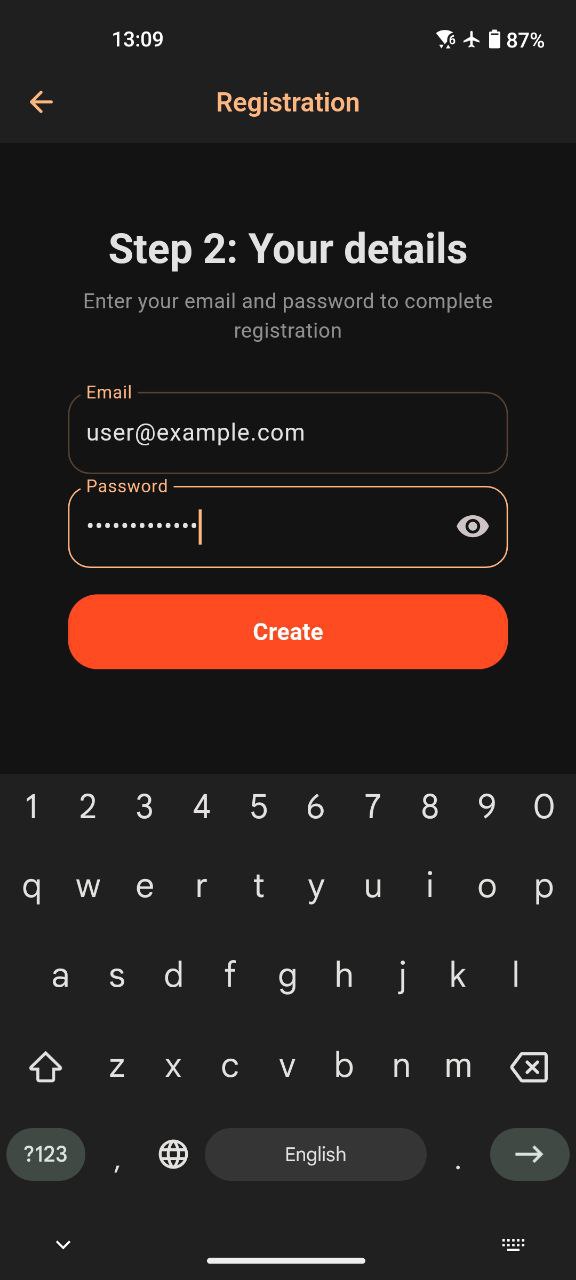 13:09 6 87%
Registration
Step 2: Your details
Enter your email and password to complete
registration
Email
user@example.com
Password
•••••••••••••
Create
1 2 3 4 5 6 7 8 9 0
q w e r t y u i o p
a s d f g h j k l
z x c v b n m
?123 , English .